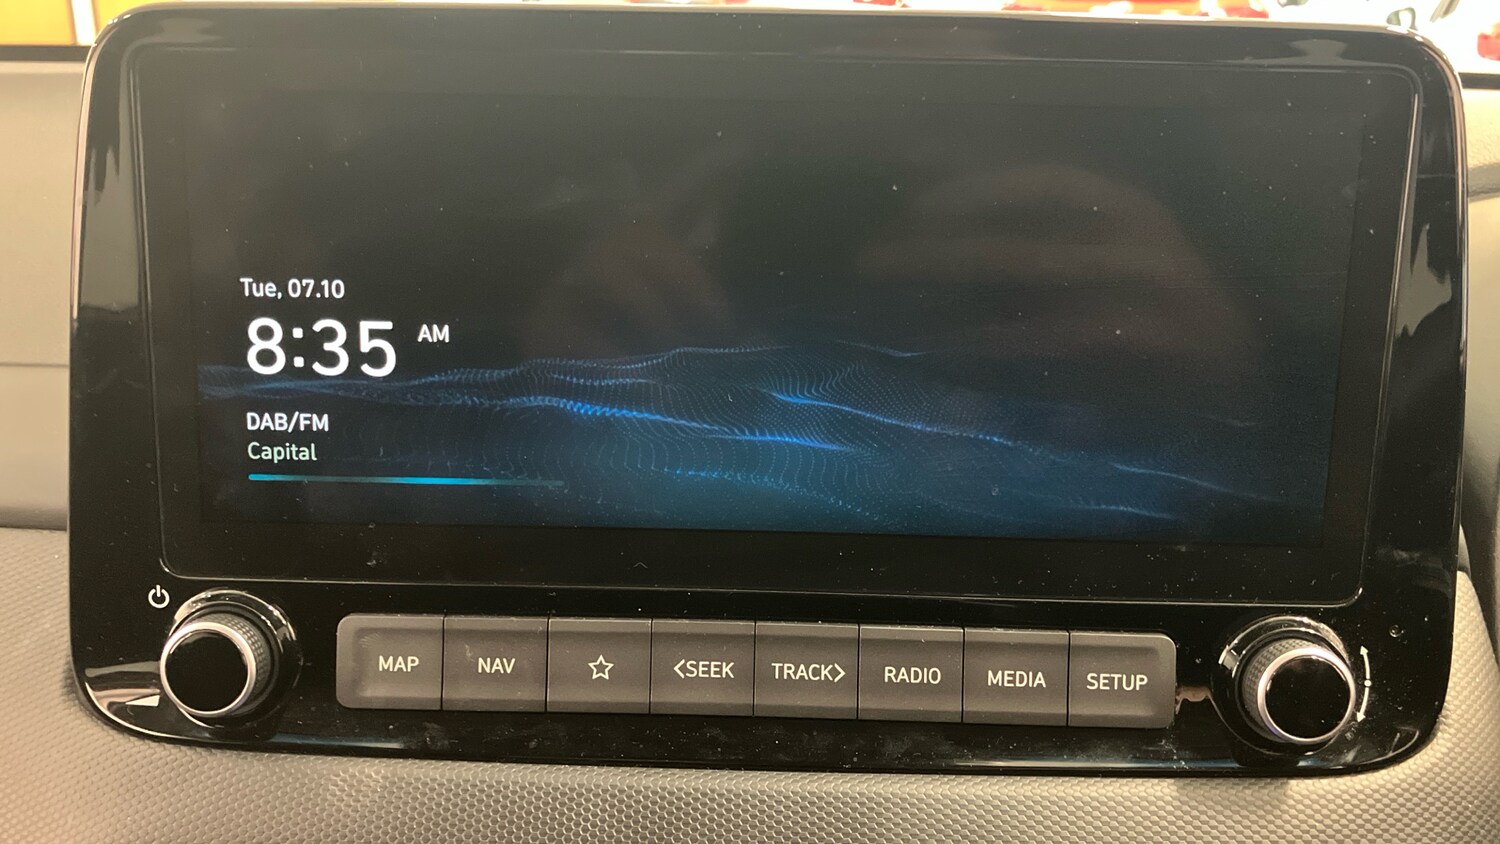 Tue, 07.10
8:35 AM
DAB/FM
Capital
MAP
NAV
<SEEK
TRACK>
RADIO
MEDIA
SETUP